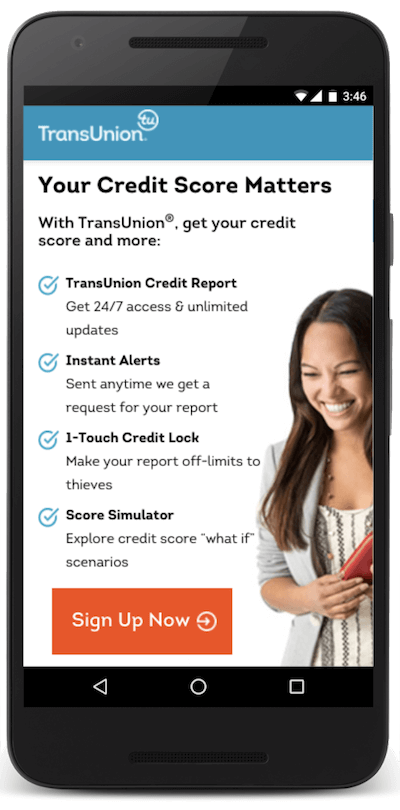 3:46
tu
TransUnion
Your Credit Score Matters
With TransUnion®, get your credit
score and more:
TransUnion Credit Report
Get 24/7 access & unlimited
updates
Instant Alerts
Sent anytime we get a
request for your report
1-Touch Credit Lock
Make your report off-limits to
thieves
Score Simulator
Explore credit score "what if"
scenarios
Sign Up Now